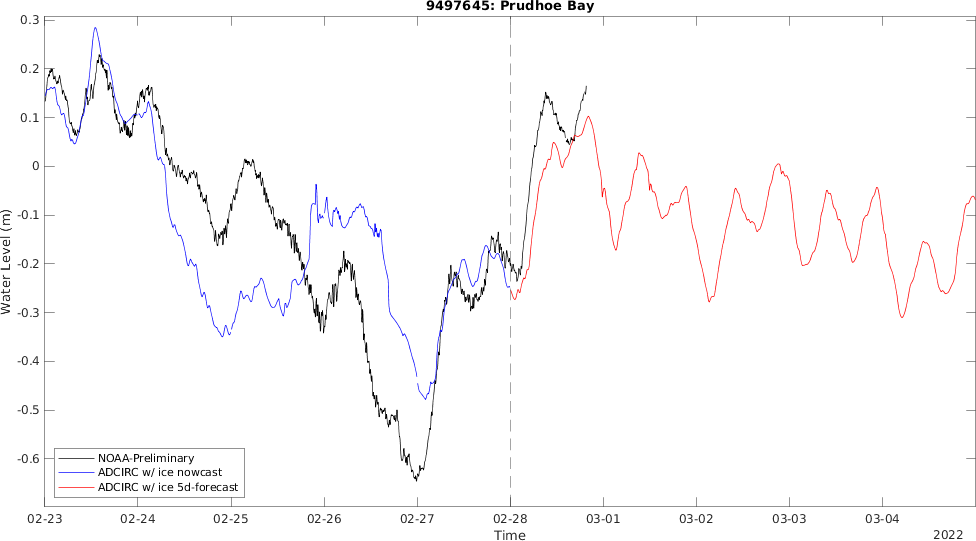 9497645: Prudhoe Bay
0.3
0.2
0.1
0
-0.1
-0.2
-0.3
-0.4
-0.5
-0.6
Water Level (m)
NOAA-Preliminary
ADCIRC w/ ice nowcast
ADCIRC w/ ice 5d-forecast
02-23 02-24 02-25 02-26 02-27 02-28 03-01 03-02 03-03 03-04
Time
2022